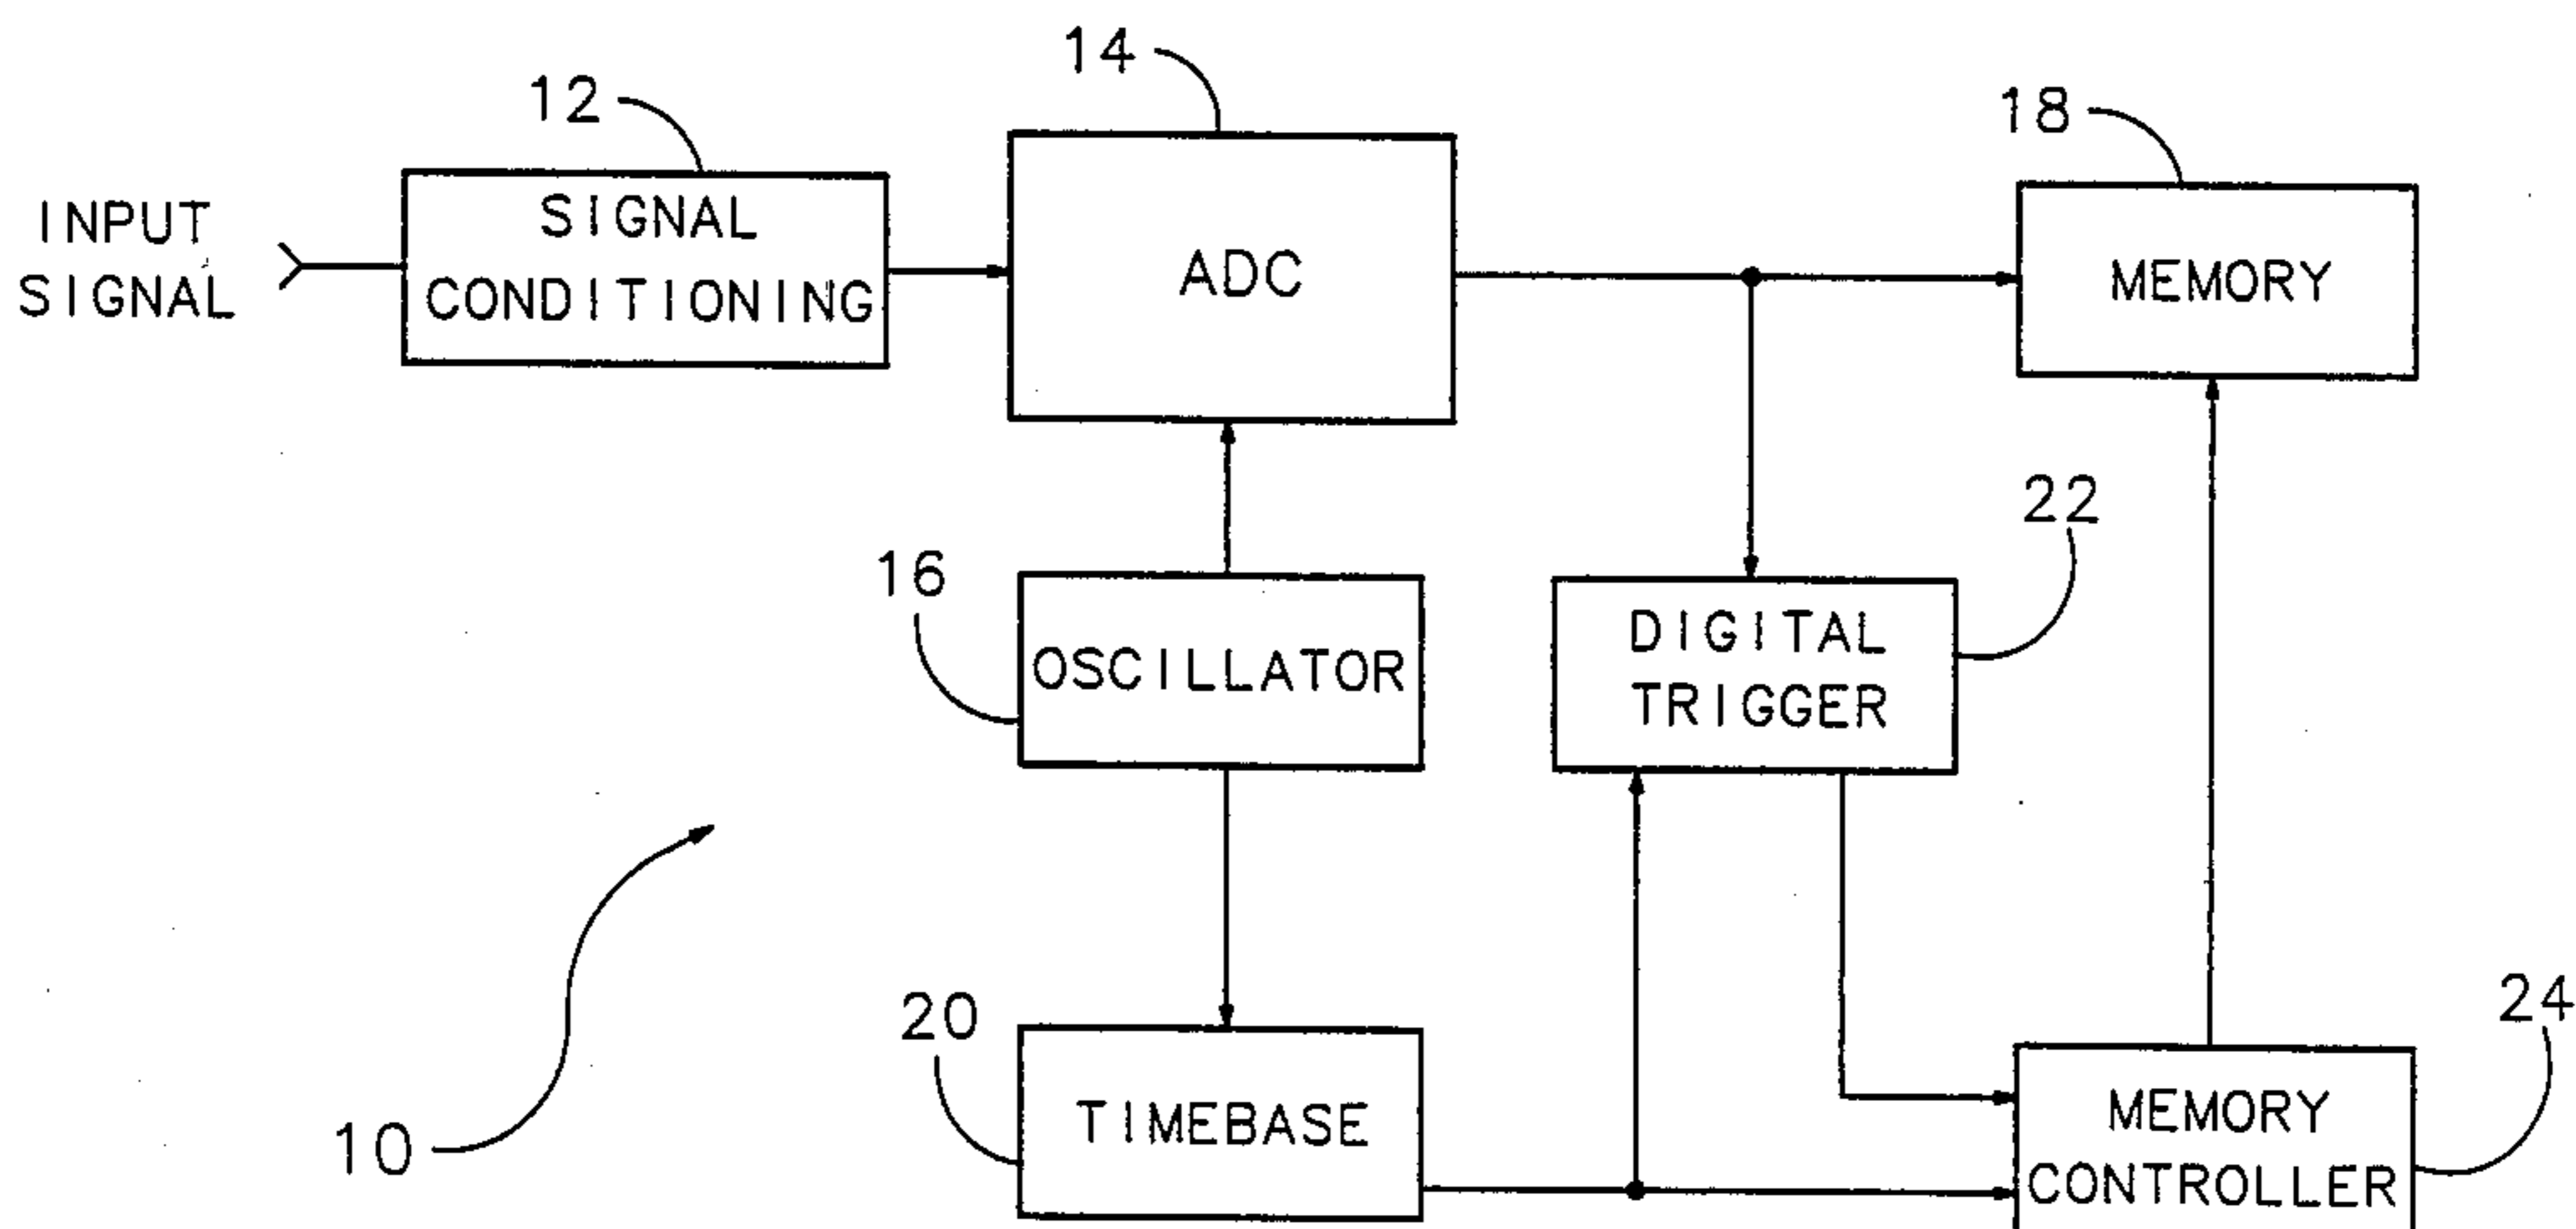 14
12
18
INPUT
SIGNAL
SIGNAL
CONDITIONING
ADC
MEMORY
22
16
OSCILLATOR
DIGITAL
TRIGGER
20
24
10
TIMEBASE
MEMORY
CONTROLLER